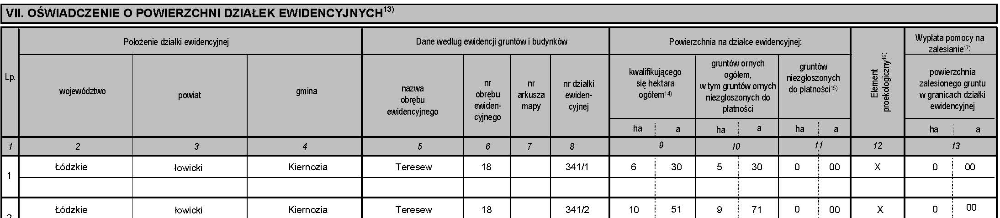 VII. OŚWIADCZENIE O POWIERZCHNI DZIAŁEK EWIDENCYJNYCH13)
Lp.
Położenie działki ewidencyjnej
Dane według ewidencji gruntów i budynków
Powierzchnia na działce ewidencyjnej:
Element
proekologiczny16)
Wypłata pomocy na
zalesianie17)
województwo
powiat
gmina
nazwa
obrębu
ewidencyjnego
nr
obrębu
ewiden-
cyjnego
nr
arkusza
mapy
nr działki
ewiden-
cyjnej
kwalifikującego
się hektara
ogółem14)
gruntów ornych
ogółem,
w tym gruntów ornych
niezgłoszonych do
płatności
gruntów
niezgłoszonych
do płatności15)
powierzchnia
zalesionego gruntu
w granicach działki
ewidencyjnej
ha a ha a ha a ha a
1 2 3 4 5 6 7 8 9 10 11 12 13
1 Łódzkie łowicki Kiernozia Teresew 18 341/1 6 30 5 30 0 00 X 0 00
2 Łódzkie łowicki Kiernozia Teresew 18 341/2 10 51 9 71 0 00 X 0 00